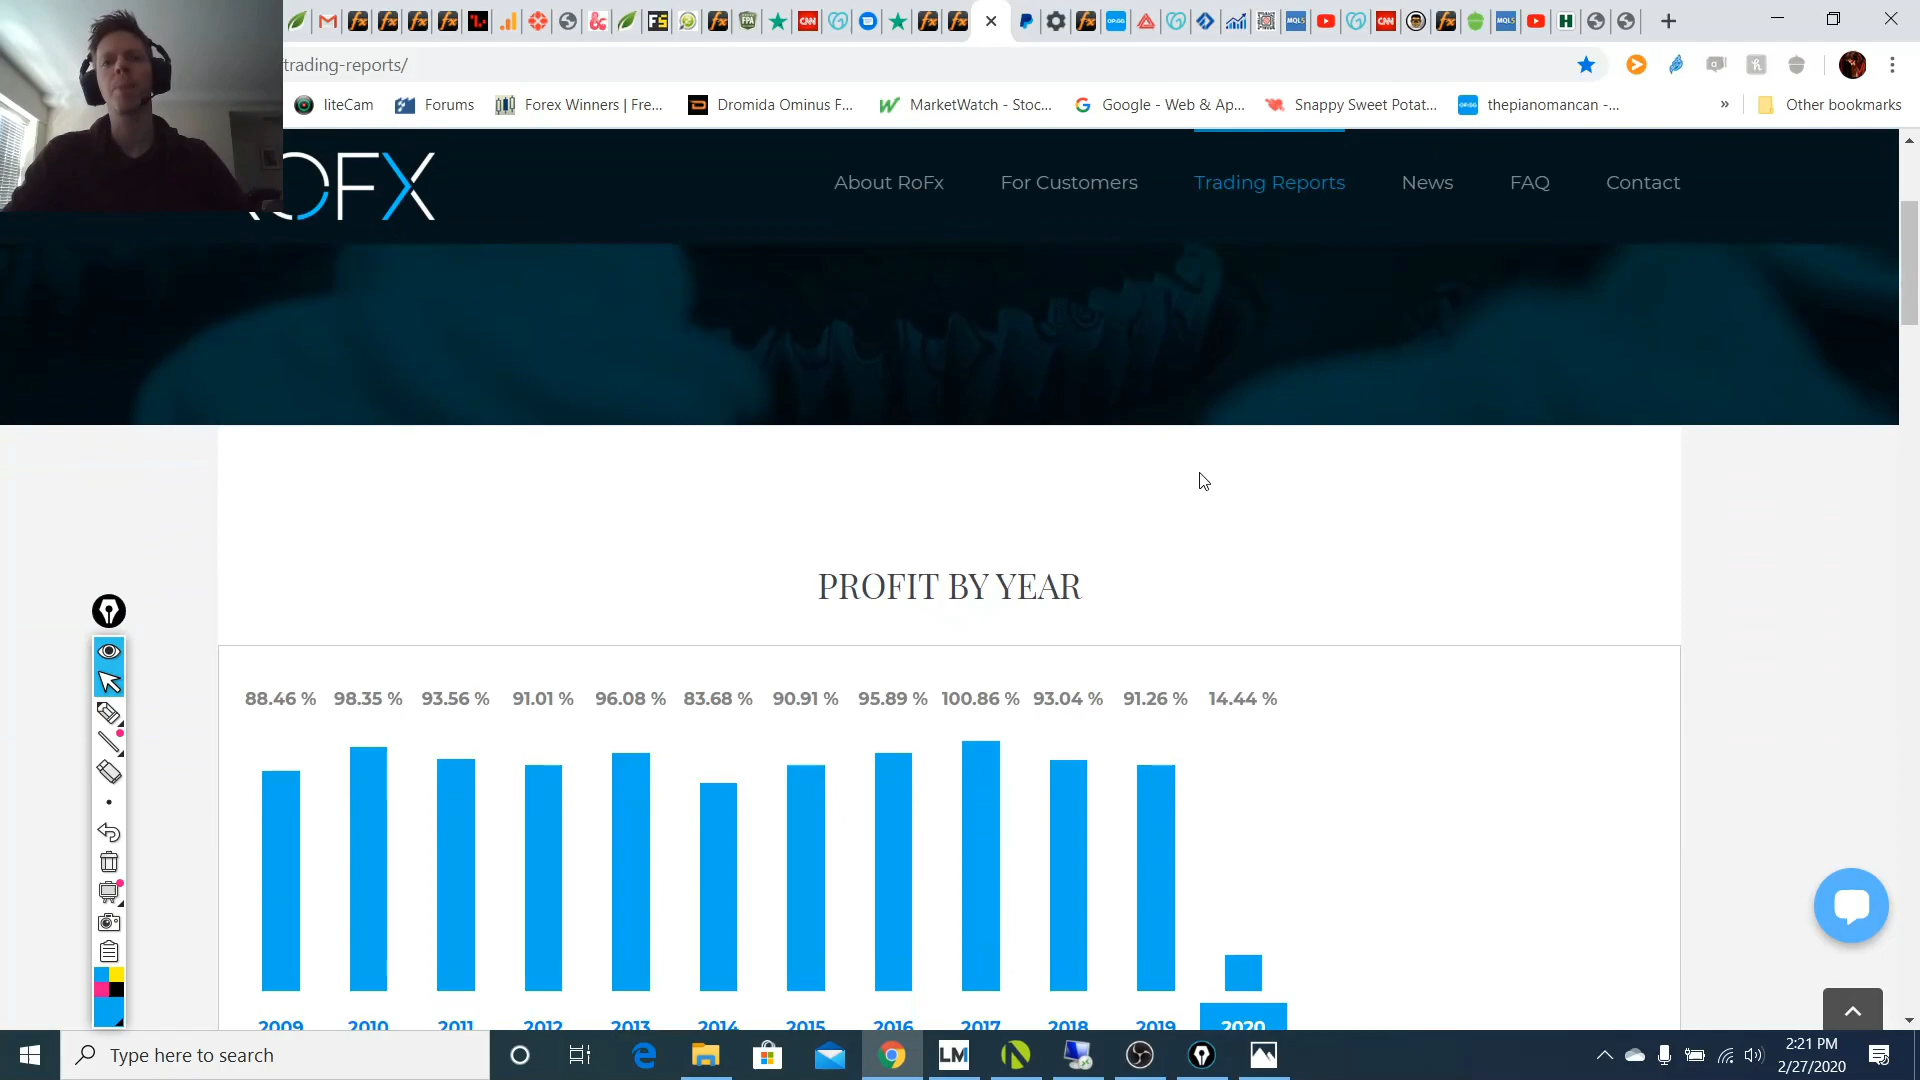 trading-reports/
liteCam Forums Forex Winners | Fre... Dromida Ominus F... MarketWatch - Stoc... Google - Web & Ap... Snappy Sweet Potat... thepianomancan -... » Other bookmarks
ROFX
About RoFx For Customers Trading Reports News FAQ Contact
PROFIT BY YEAR
88.46 % 98.35 % 93.56 % 91.01 % 96.08 % 83.68 % 90.91 % 95.89 % 100.86 % 93.04 % 91.26 % 14.44 %
2009 2010 2011 2012 2013 2014 2015 2016 2017 2018 2019 2020
Type here to search
LM
2:21 PM
2/27/2020